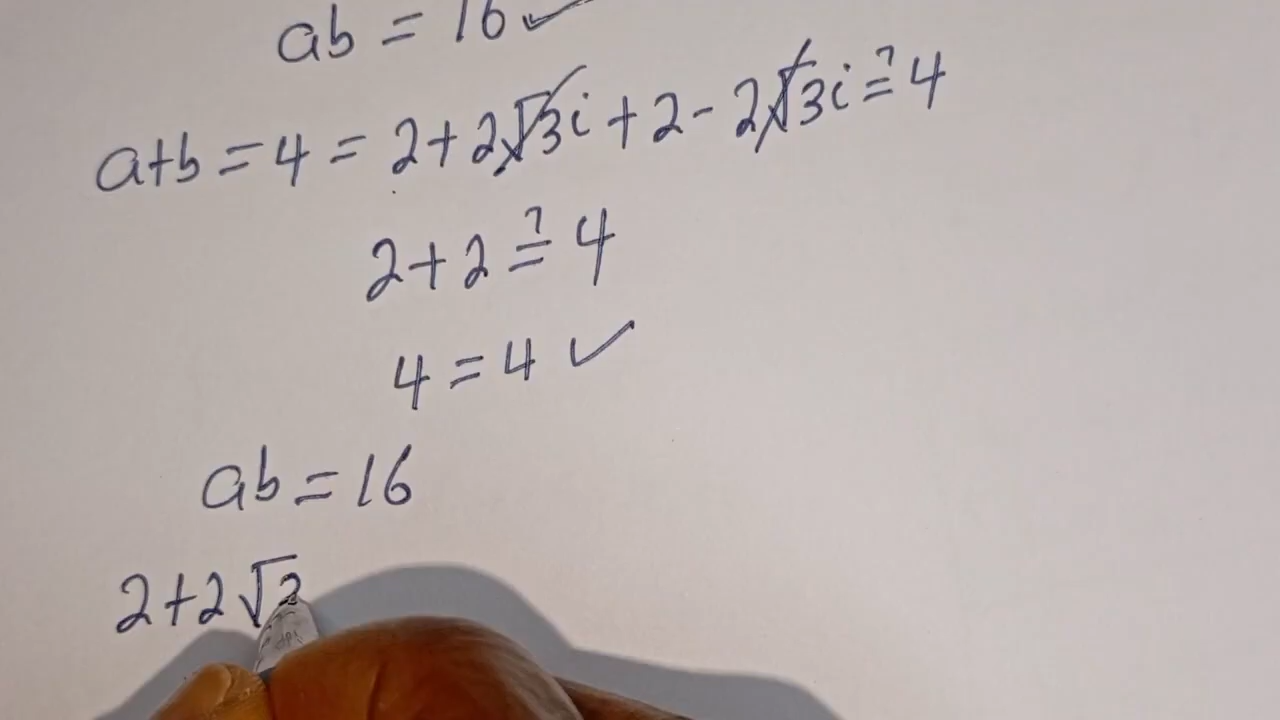 ab = 16 ✓
a+b = 4 = 2 + 2√3i + 2 - 2√3i ≟ 4
2 + 2 ≟ 4
4 = 4 ✓
ab = 16
2 + 2√